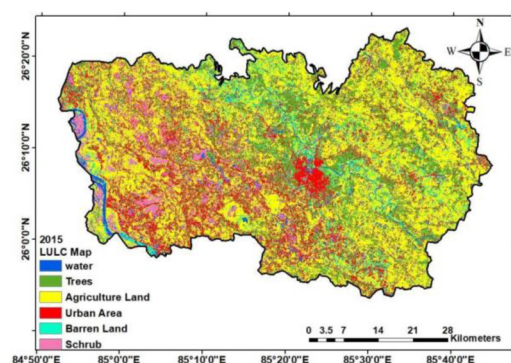 N
W E
S
26°20'0"N
26°10'0"N
26°0'0"N
2015
LULC Map
water
Trees
Agriculture Land
Urban Area
Barren Land
Schrub
0 3.5 7 14 21 28
Kilometers
84°50'0"E 85°0'0"E 85°10'0"E 85°20'0"E 85°30'0"E 85°40'0"E